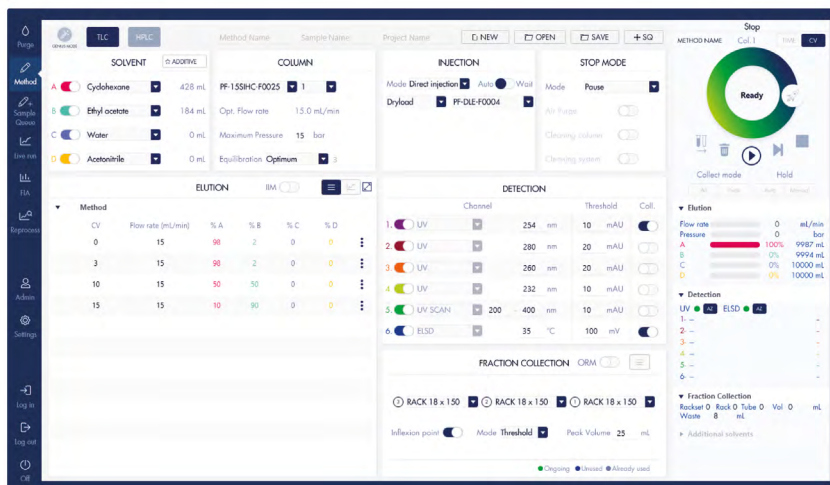 Purge
Method
Sample
Queue
Live run
FIA
Reprocess
Admin
Settings
Log in
Log out
Off
GENIUS MODE
TLC
HPLC
Method Name
Sample Name
Project Name
NEW
OPEN
SAVE
+ SQ
SOLVENT
ADDITIVE
A Cyclohexane 428 mL
B Ethyl acetate 184 mL
C Water 0 mL
D Acetonitrile 0 mL
COLUMN
PF-15SIHC-F0025 1
Opt. Flow rate 15.0 mL/min
Maximum Pressure 15 bar
Equilibration Optimum s
INJECTION
Mode Direct injection Auto Wait
Dryload PF-DLE-F0004
STOP MODE
Mode Pause
Air Purge
Cleaning column
Cleaning system
ELUTION IIM
Method
CV Flow rate (mL/min) % A % B % C % D
0 15 98 2 0 0
3 15 98 2 0 0
10 15 50 50 0 0
15 15 10 90 0 0
DETECTION
Channel Threshold Coll.
1. UV 254 nm 10 mAU
2. UV 280 nm 20 mAU
3. UV 260 nm 20 mAU
4. UV 232 nm 10 mAU
5. UV SCAN 200 - 400 nm 10 mAU
6. ELSD 35 °C 100 mV
FRACTION COLLECTION ORM
3 RACK 18 x 150 2 RACK 18 x 150 1 RACK 18 x 150
Inflexion point Mode Threshold Peak Volume 25 mL
Ongoing Unused Already used
Stop
METHOD NAME Col. 1 CV
Ready
Collect mode Hold
Elution
Flow rate 0 mL/min
Pressure 0 bar
A 100% 9987 mL
B 0% 9994 mL
C 0% 10000 mL
D 0% 10000 mL
Detection
UV AZ ELSD AZ
1- - -
2- - -
3- - -
4- - -
5- - -
6- - -
Fraction Collection
Rackset 0 Rack 0 Tube 0 Vol 0 mL
Waste 8 mL
Additional solvents